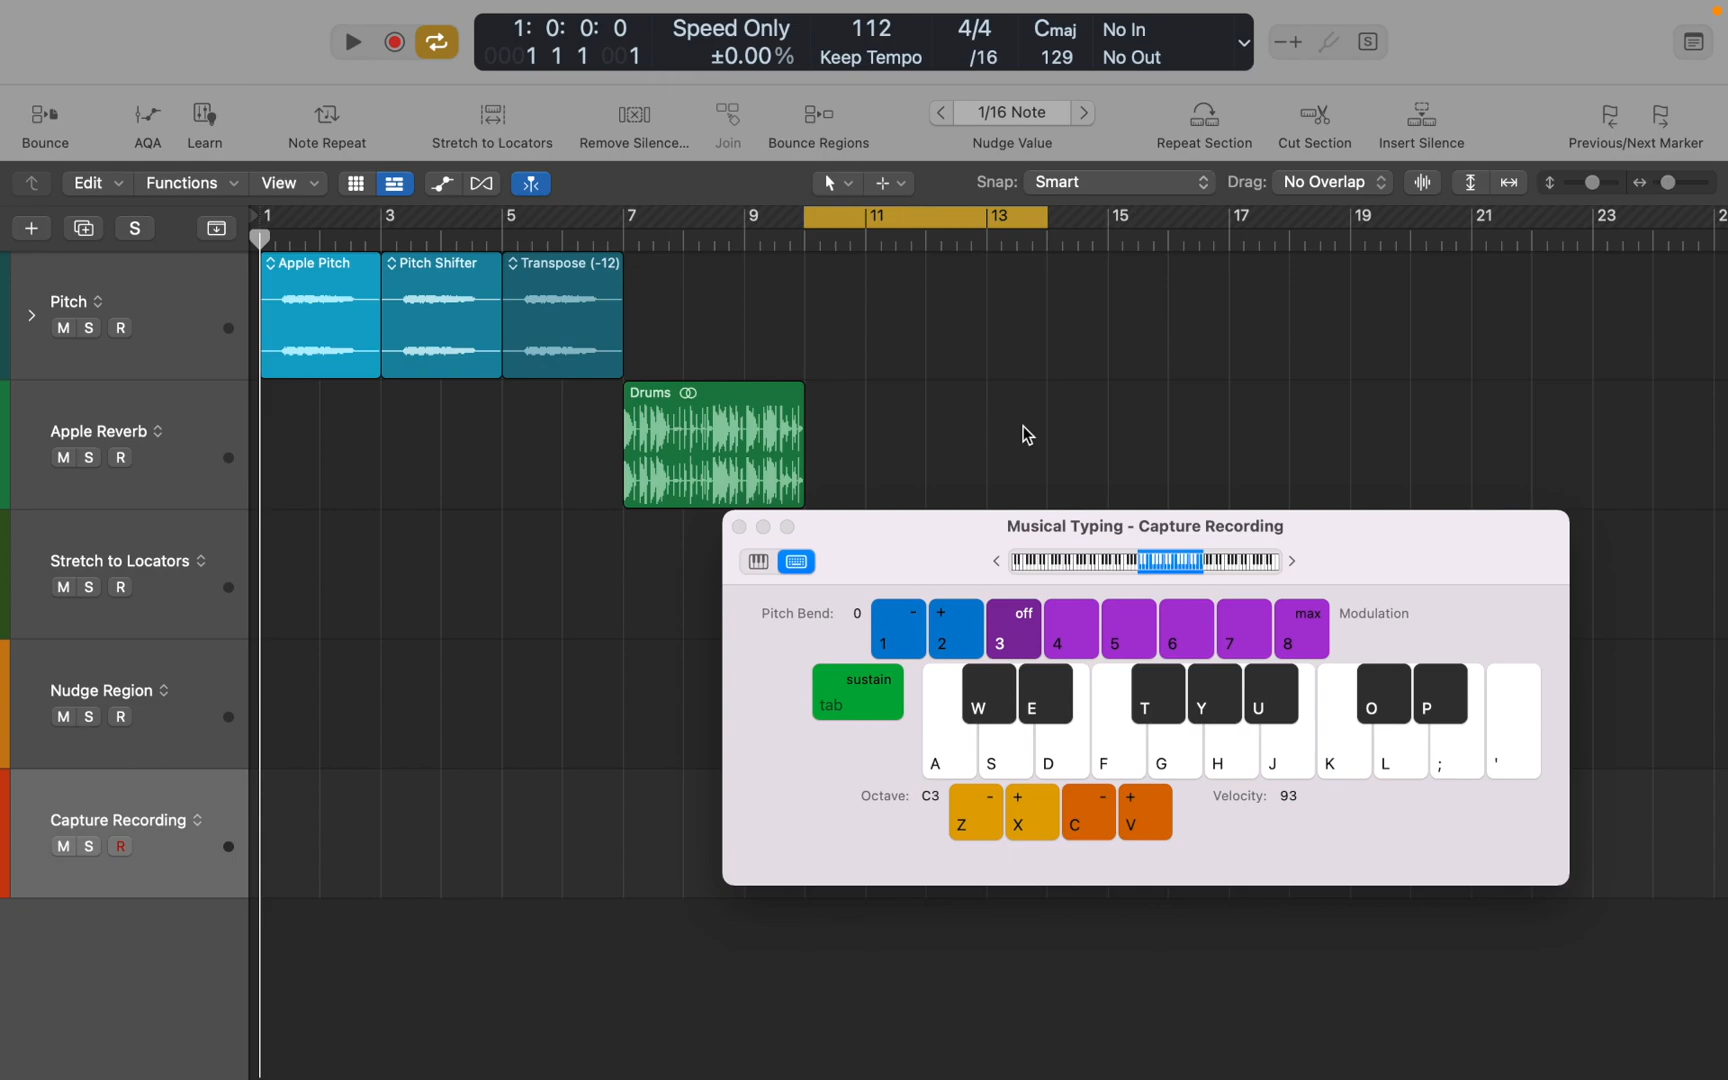 1: 0: 0: 0
0001 1 1 001
Speed Only
±0.00%
112
Keep Tempo
4/4
/16
Cmaj
129
No In
No Out
S
Bounce
AQA
Learn
Note Repeat
Stretch to Locators
Remove Silence...
Join
Bounce Regions
1/16 Note
Nudge Value
Repeat Section
Cut Section
Insert Silence
Previous/Next Marker
Edit
Functions
View
Snap: Smart
Drag: No Overlap
S
1 3 5 7 9 11 13 15 17 19 21 23 2
Apple Pitch
Pitch Shifter
Transpose (-12)
Pitch
M S R
Drums
Apple Reverb
M S R
Stretch to Locators
M S R
Nudge Region
M S R
Capture Recording
M S R
Musical Typing - Capture Recording
Pitch Bend: 0
- + off max
1 2 3 4 5 6 7 8
Modulation
sustain
tab
W E T Y U O P
A S D F G H J K L ; '
Octave: C3
- + - +
Z X C V
Velocity: 93